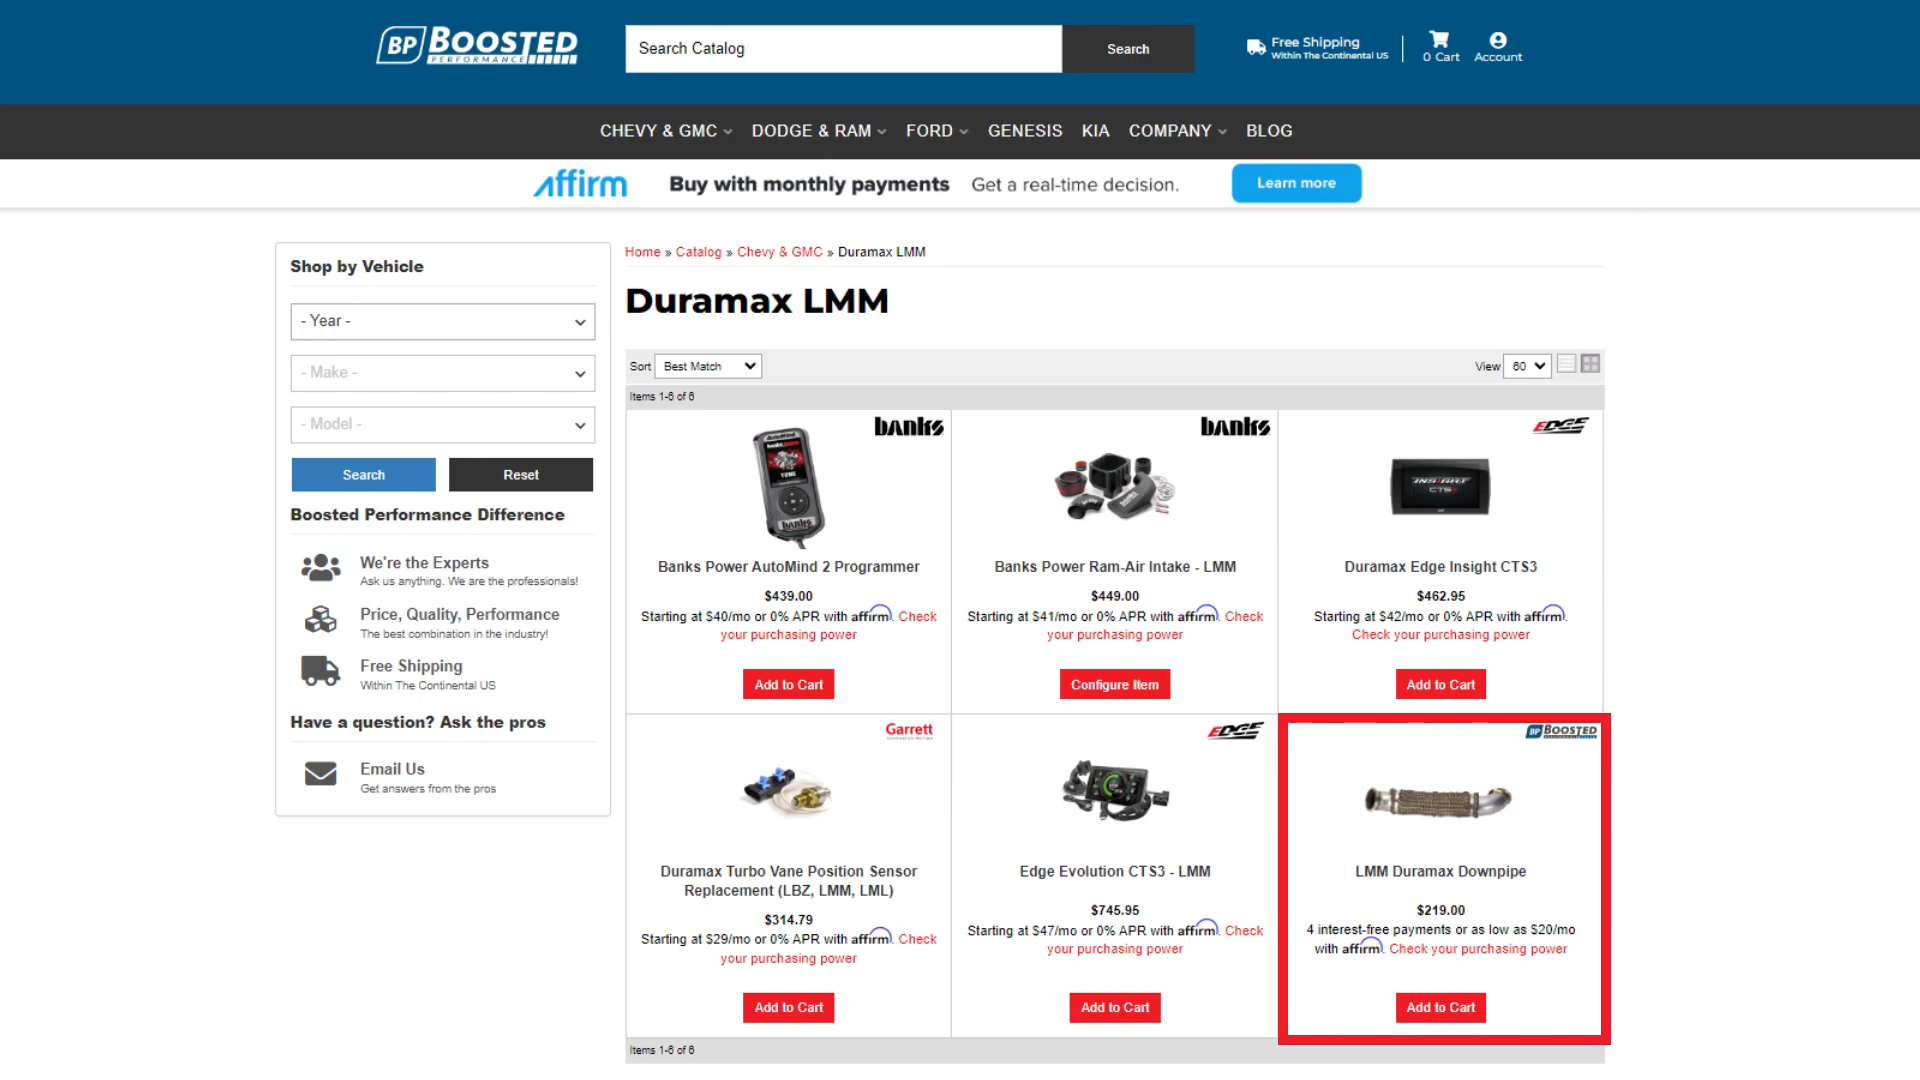 BP BOOSTED
PERFORMANCE
Search Catalog
Search
Free Shipping
Within The Continental US
0 Cart
Account
CHEVY & GMC
DODGE & RAM
FORD
GENESIS
KIA
COMPANY
BLOG
affirm
Buy with monthly payments
Get a real-time decision.
Learn more
Shop by Vehicle
- Year -
- Make -
- Model -
Search
Reset
Boosted Performance Difference
We're the Experts
Ask us anything. We are the professionals!
Price, Quality, Performance
The best combination in the industry!
Free Shipping
Within The Continental US
Have a question? Ask the pros
Email Us
Get answers from the pros
Home » Catalog » Chevy & GMC » Duramax LMM
Duramax LMM
Sort Best Match
View 60
Items 1-6 of 6
banks
Banks Power AutoMind 2 Programmer
$439.00
Starting at $40/mo or 0% APR with affirm. Check
your purchasing power
Add to Cart
banks
Banks Power Ram-Air Intake - LMM
$449.00
Starting at $41/mo or 0% APR with affirm. Check
your purchasing power
Configure Item
EDGE
INSIGHT
CTS3
Duramax Edge Insight CTS3
$462.95
Starting at $42/mo or 0% APR with affirm.
Check your purchasing power
Add to Cart
Garrett
Duramax Turbo Vane Position Sensor
Replacement (LBZ, LMM, LML)
$314.79
Starting at $29/mo or 0% APR with affirm. Check
your purchasing power
Add to Cart
EDGE
Edge Evolution CTS3 - LMM
$745.95
Starting at $47/mo or 0% APR with affirm. Check
your purchasing power
Add to Cart
BP BOOSTED
LMM Duramax Downpipe
$219.00
4 interest-free payments or as low as $20/mo
with affirm. Check your purchasing power
Add to Cart
Items 1-6 of 6